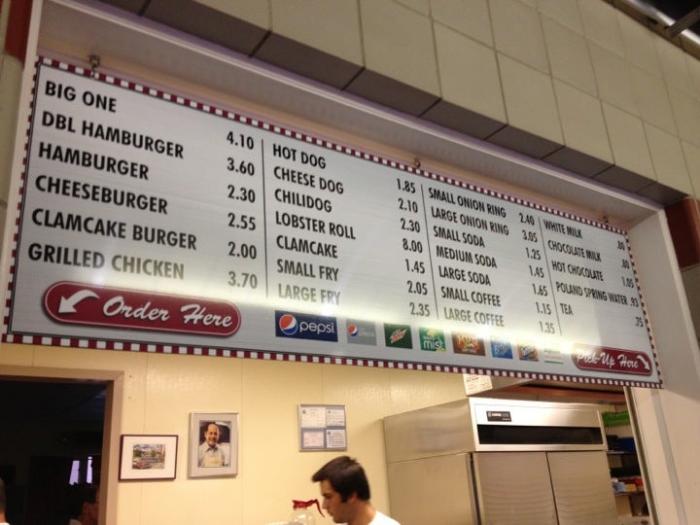 BIG ONE 4.10
DBL HAMBURGER 3.60
HAMBURGER 2.30
CHEESEBURGER 2.55
CLAMCAKE BURGER 2.00
GRILLED CHICKEN 3.70
HOT DOG 1.85
CHEESE DOG 2.10
CHILIDOG 2.30
LOBSTER ROLL 8.00
CLAMCAKE 1.45
SMALL FRY 2.05
LARGE FRY 2.35
SMALL ONION RING 2.40
LARGE ONION RING 3.05
SMALL SODA 1.25
MEDIUM SODA 1.45
LARGE SODA 1.65
SMALL COFFEE 1.15
LARGE COFFEE 1.35
WHITE MILK
CHOCOLATE MILK
HOT CHOCOLATE 1.05
POLAND SPRING WATER .95
TEA .75
Order Here
pepsi
mist
Pick-Up Here